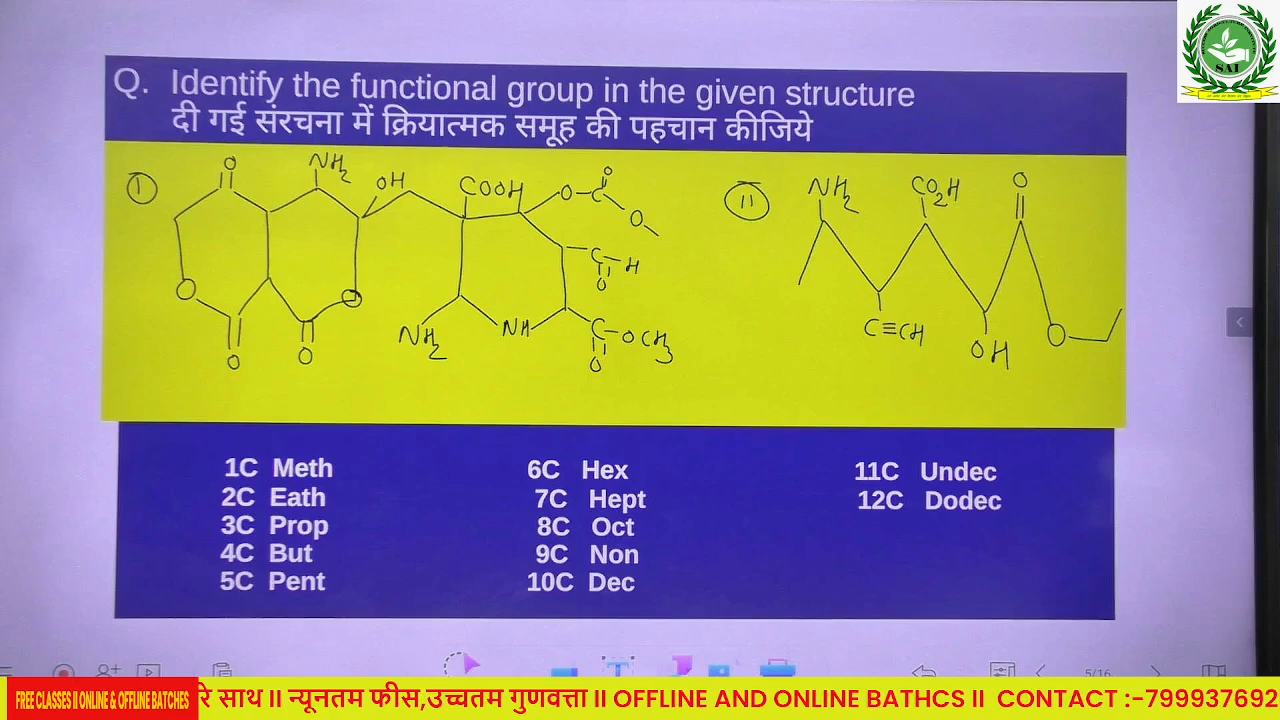 SAI
Q. Identify the functional group in the given structure
दी गई संरचना में क्रियात्मक समूह की पहचान कीजिये
I
O
NH2
OH
COOH
O-C
O
O
C-H
O
O
O
O
O
NH2
NH
C-OCH3
O
II
NH2
CO2H
O
C≡CH
OH
O
1C Meth
2C Eath
3C Prop
4C But
5C Pent
6C Hex
7C Hept
8C Oct
9C Non
10C Dec
11C Undec
12C Dodec
5/16
FREE CLASSES II ONLINE & OFFLINE BATCHES
रे साथ II न्यूनतम फीस,उच्चतम गुणवत्ता II OFFLINE AND ONLINE BATHCS II CONTACT :-799937692